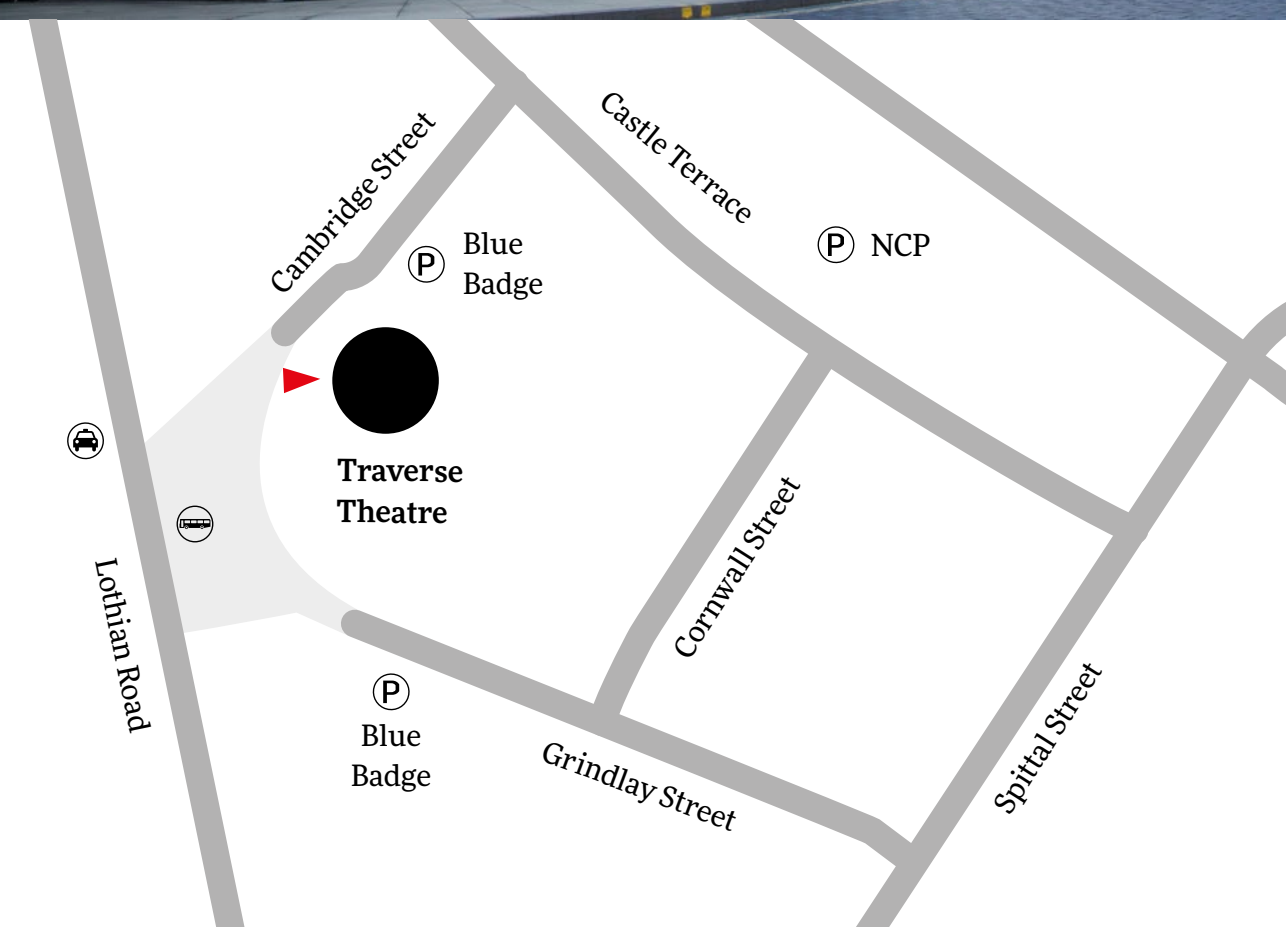 Cambridge Street
Castle Terrace
P Blue
Badge
P NCP
Traverse
Theatre
Cornwall Street
Lothian Road
P
Blue
Badge
Grindlay Street
Spittal Street